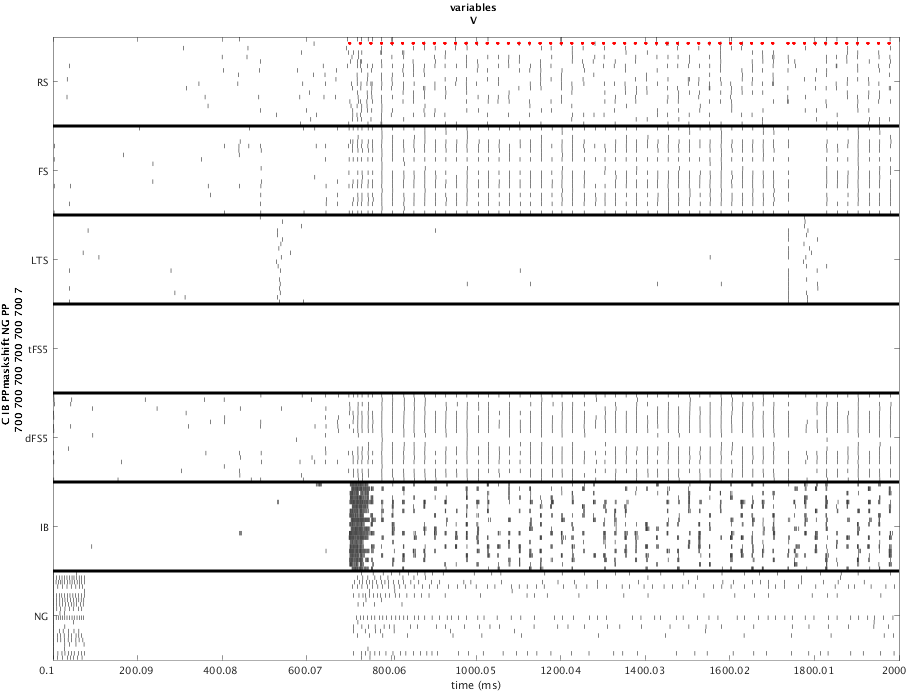 variables
V
RS
FS
LTS
tFS5
dFS5
IB
NG
C IB PPmaskshift NG PP
700 700 700 700 700 700 7
0.1 200.09 400.08 600.07 800.06 1000.05 1200.04 1400.03 1600.02 1800.01 2000
time (ms)